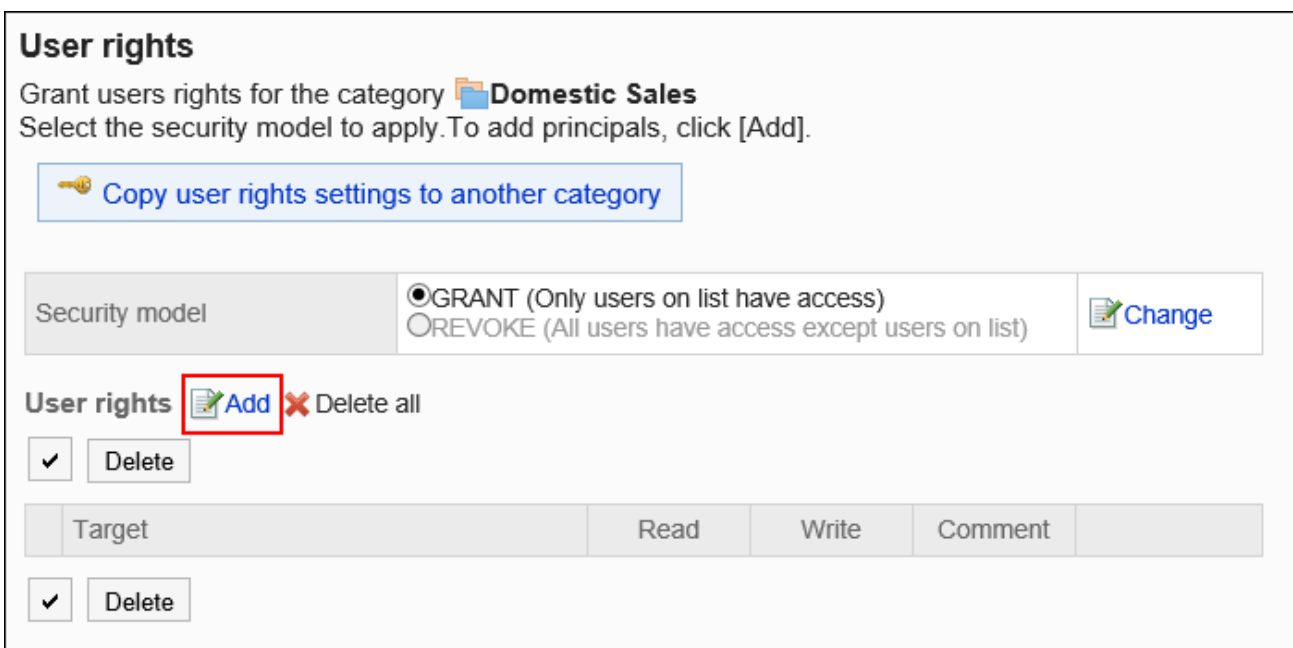 User rights
Grant users rights for the category Domestic Sales
Select the security model to apply.To add principals, click [Add].
Copy user rights settings to another category
Security model
GRANT (Only users on list have access)
REVOKE (All users have access except users on list)
Change
User rights Add Delete all
Delete
Target Read Write Comment
Delete